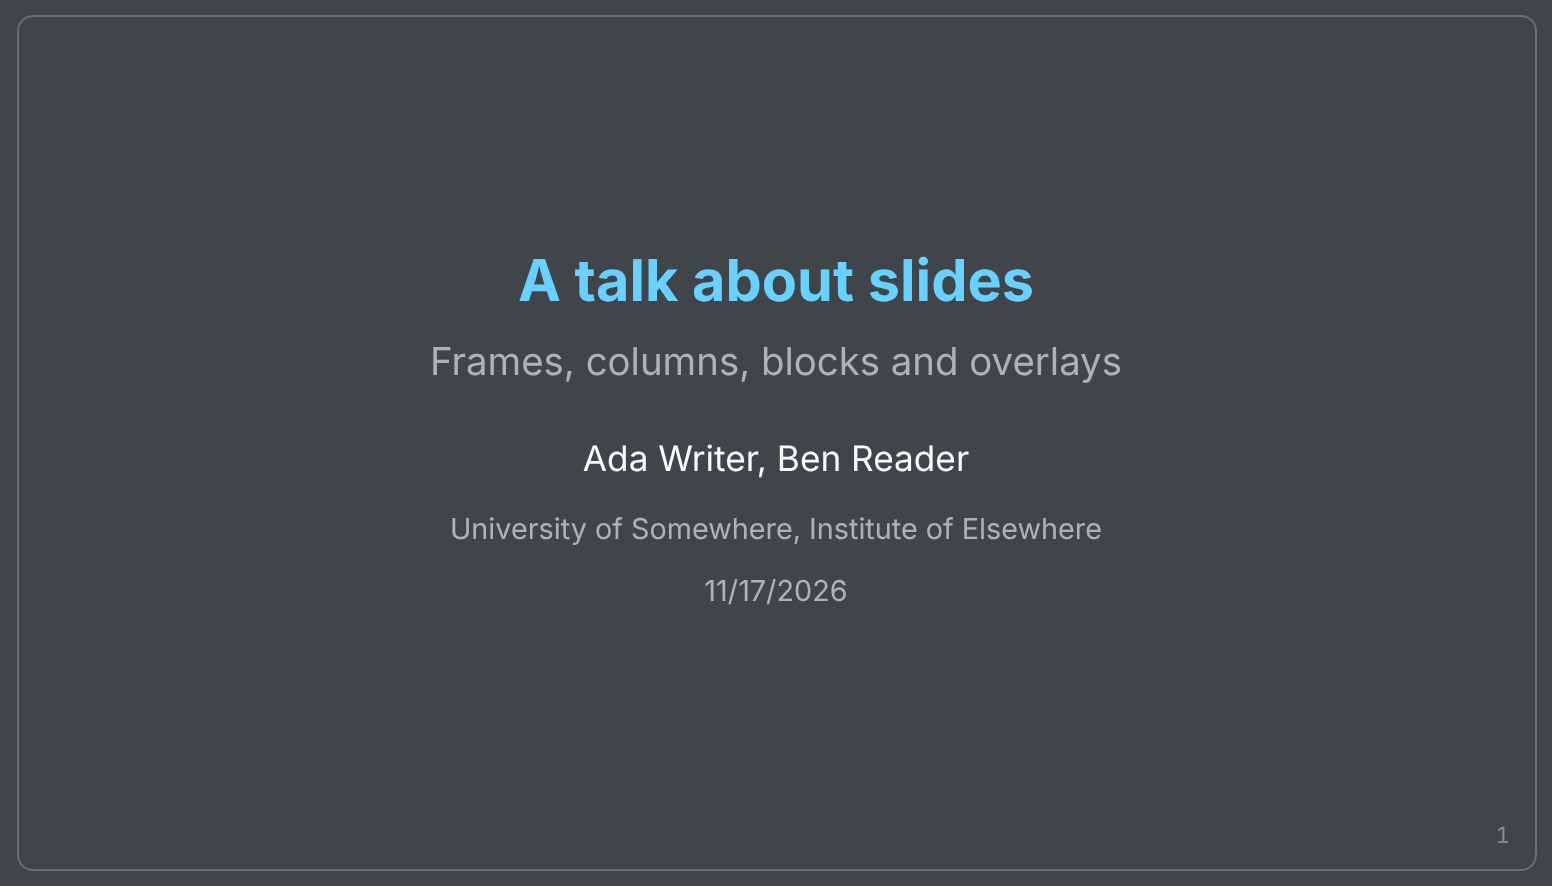 A talk about slides
Frames, columns, blocks and overlays
Ada Writer, Ben Reader
University of Somewhere, Institute of Elsewhere
11/17/2026
1